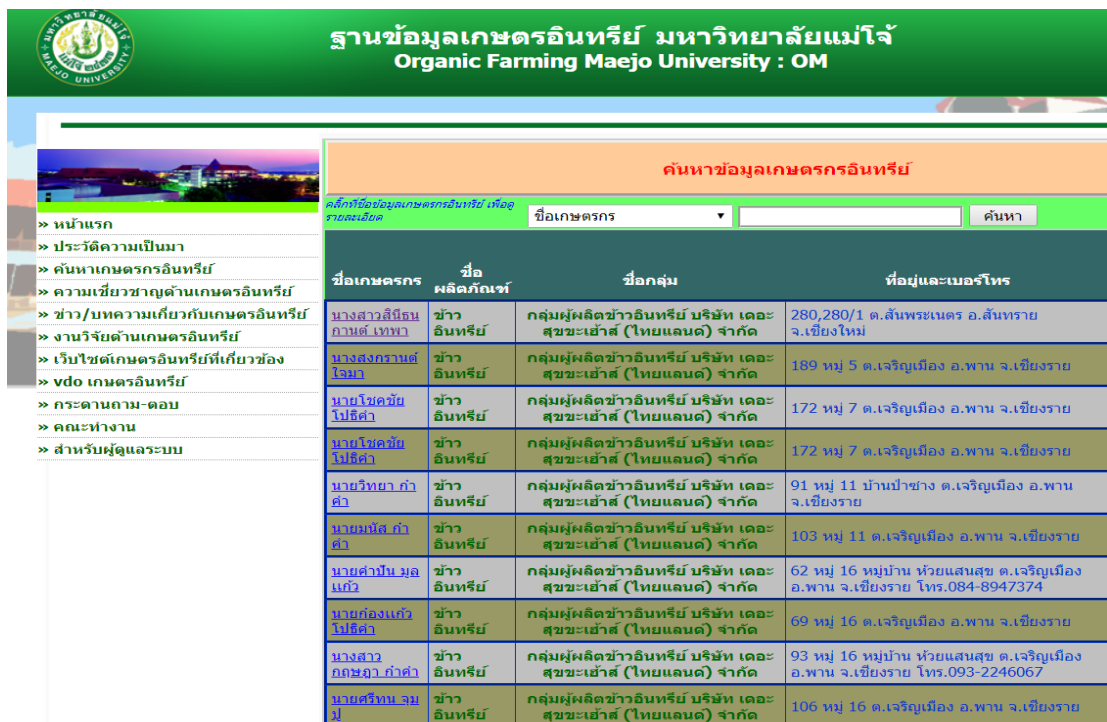 มหาวิทยาลัยแม่โจ้
MAEJO UNIVERSITY
ฐานข้อมูลเกษตรอินทรีย์ มหาวิทยาลัยแม่โจ้
Organic Farming Maejo University : OM
» หน้าแรก
» ประวัติความเป็นมา
» ค้นหาเกษตรกรอินทรีย์
» ความเชี่ยวชาญด้านเกษตรอินทรีย์
» ข่าว/บทความเกี่ยวกับเกษตรอินทรีย์
» งานวิจัยด้านเกษตรอินทรีย์
» เว็บไซต์เกษตรอินทรีย์ที่เกี่ยวข้อง
» vdo เกษตรอินทรีย์
» กระดานถาม-ตอบ
» คณะทำงาน
» สำหรับผู้ดูแลระบบ
ค้นหาข้อมูลเกษตรกรอินทรีย์
คลิ๊กที่ชื่อข้อมูลเกษตรกรอินทรีย์ เพื่อดู
รายละเอียด
ชื่อเกษตรกร ค้นหา
ชื่อเกษตรกร ชื่อ
ผลิตภัณฑ์ ชื่อกลุ่ม ที่อยู่และเบอร์โทร
นางสาวสินีธน ข้าว กลุ่มผู้ผลิตข้าวอินทรีย์ บริษัท เดอะ 280,280/1 ต.สันพระเนตร อ.สันทราย
กานต์ เทพา อินทรีย์ สุขขะเฮ้าส์ (ไทยแลนด์) จำกัด จ.เชียงใหม่
นางสงกรานต์ ข้าว กลุ่มผู้ผลิตข้าวอินทรีย์ บริษัท เดอะ 189 หมู่ 5 ต.เจริญเมือง อ.พาน จ.เชียงราย
ใจมา อินทรีย์ สุขขะเฮ้าส์ (ไทยแลนด์) จำกัด
นายโชคชัย ข้าว กลุ่มผู้ผลิตข้าวอินทรีย์ บริษัท เดอะ 172 หมู่ 7 ต.เจริญเมือง อ.พาน จ.เชียงราย
โปธิคำ อินทรีย์ สุขขะเฮ้าส์ (ไทยแลนด์) จำกัด
นายโชคชัย ข้าว กลุ่มผู้ผลิตข้าวอินทรีย์ บริษัท เดอะ 172 หมู่ 7 ต.เจริญเมือง อ.พาน จ.เชียงราย
โปธิคำ อินทรีย์ สุขขะเฮ้าส์ (ไทยแลนด์) จำกัด
นายวิทยา กำ ข้าว กลุ่มผู้ผลิตข้าวอินทรีย์ บริษัท เดอะ 91 หมู่ 11 บ้านป่าซาง ต.เจริญเมือง อ.พาน
คำ อินทรีย์ สุขขะเฮ้าส์ (ไทยแลนด์) จำกัด จ.เชียงราย
นายมนัส กำ ข้าว กลุ่มผู้ผลิตข้าวอินทรีย์ บริษัท เดอะ 103 หมู่ 11 ต.เจริญเมือง อ.พาน จ.เชียงราย
คำ อินทรีย์ สุขขะเฮ้าส์ (ไทยแลนด์) จำกัด
นายคำปัน มูล ข้าว กลุ่มผู้ผลิตข้าวอินทรีย์ บริษัท เดอะ 62 หมู่ 16 หมู่บ้าน ห้วยแสนสุข ต.เจริญเมือง
แก้ว อินทรีย์ สุขขะเฮ้าส์ (ไทยแลนด์) จำกัด อ.พาน จ.เชียงราย โทร.084-8947374
นายก๋องแก้ว ข้าว กลุ่มผู้ผลิตข้าวอินทรีย์ บริษัท เดอะ 69 หมู่ 16 ต.เจริญเมือง อ.พาน จ.เชียงราย
โปธิคำ อินทรีย์ สุขขะเฮ้าส์ (ไทยแลนด์) จำกัด
นางสาว ข้าว กลุ่มผู้ผลิตข้าวอินทรีย์ บริษัท เดอะ 93 หมู่ 16 หมู่บ้าน ห้วยแสนสุข ต.เจริญเมือง
กฤษฎา กำคำ อินทรีย์ สุขขะเฮ้าส์ (ไทยแลนด์) จำกัด อ.พาน จ.เชียงราย โทร.093-2246067
นายศรีทน จุม ข้าว กลุ่มผู้ผลิตข้าวอินทรีย์ บริษัท เดอะ 106 หมู่ 16 ต.เจริญเมือง อ.พาน จ.เชียงราย
ปู อินทรีย์ สุขขะเฮ้าส์ (ไทยแลนด์) จำกัด